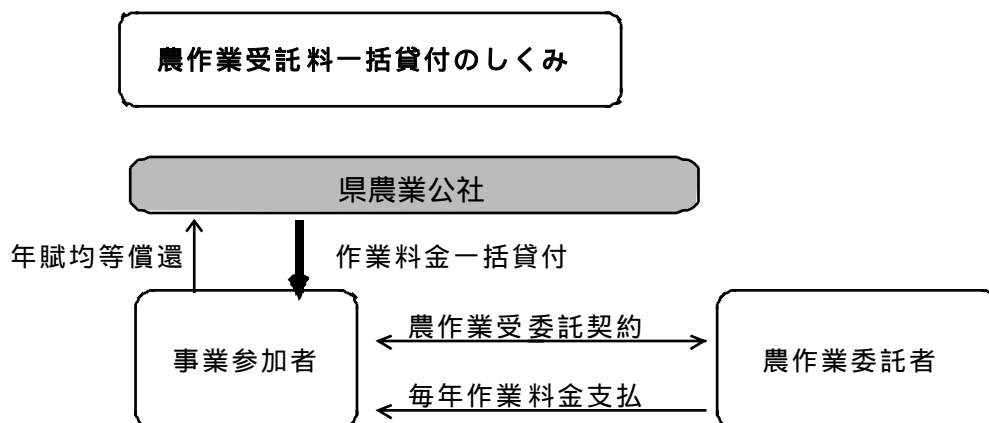 農作業受託料一括貸付のしくみ
県農業公社
年賦均等償還
作業料金一括貸付
農作業受委託契約
事業参加者
農作業委託者
毎年作業料金支払